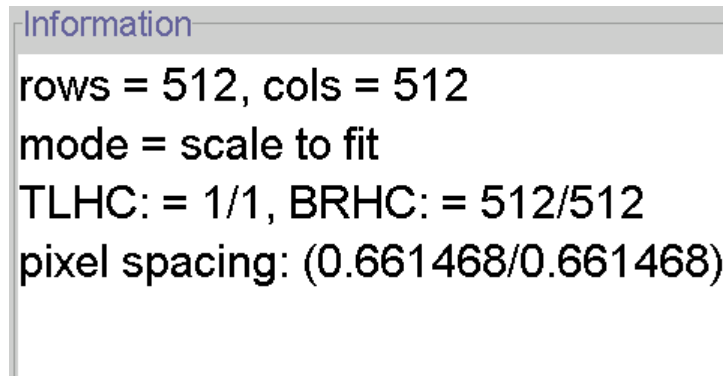 Information
rows = 512, cols = 512
mode = scale to fit
TLHC: = 1/1, BRHC: = 512/512
pixel spacing: (0.661468/0.661468)